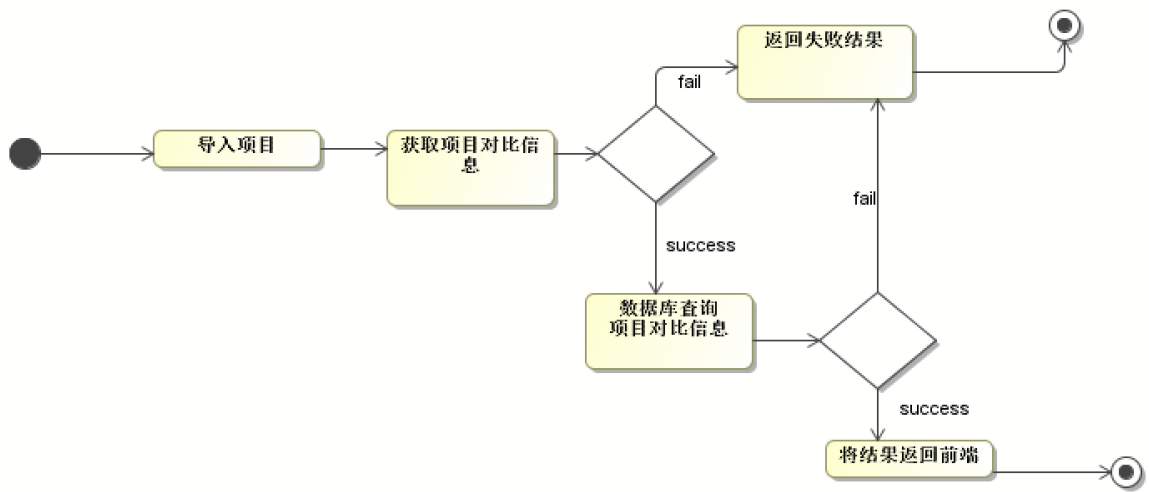 导入项目
获取项目对比信
息
fail
返回失败结果
success
数据库查询
项目对比信息
fail
success
将结果返回前端